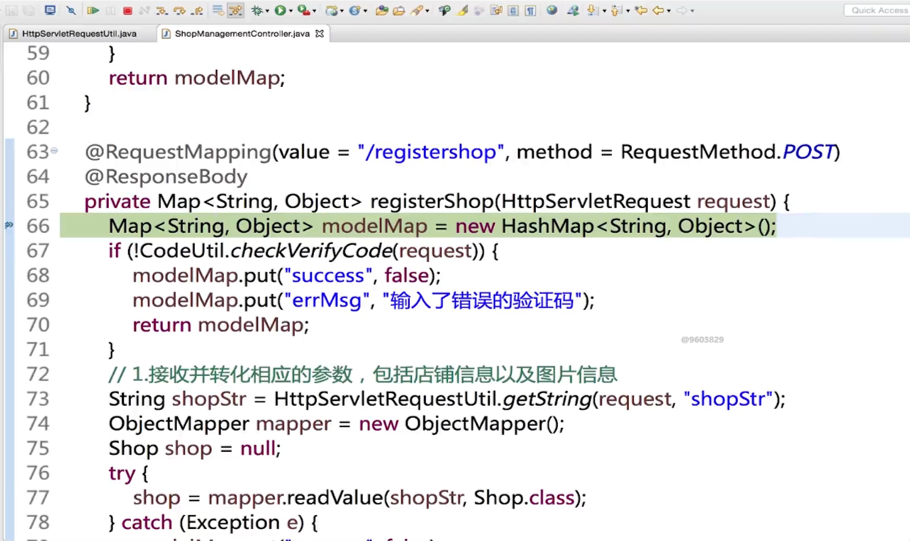 Quick Access
HttpServletRequestUtil.java ShopManagementController.java
59 }
60 return modelMap;
61 }
62
63 @RequestMapping(value = "/registershop", method = RequestMethod.POST)
64 @ResponseBody
65 private Map<String, Object> registerShop(HttpServletRequest request) {
66 Map<String, Object> modelMap = new HashMap<String, Object>();
67 if (!CodeUtil.checkVerifyCode(request)) {
68 modelMap.put("success", false);
69 modelMap.put("errMsg", "输入了错误的验证码");
70 return modelMap;
71 }
@9603829
72 // 1.接收并转化相应的参数，包括店铺信息以及图片信息
73 String shopStr = HttpServletRequestUtil.getString(request, "shopStr");
74 ObjectMapper mapper = new ObjectMapper();
75 Shop shop = null;
76 try {
77 shop = mapper.readValue(shopStr, Shop.class);
78 } catch (Exception e) {